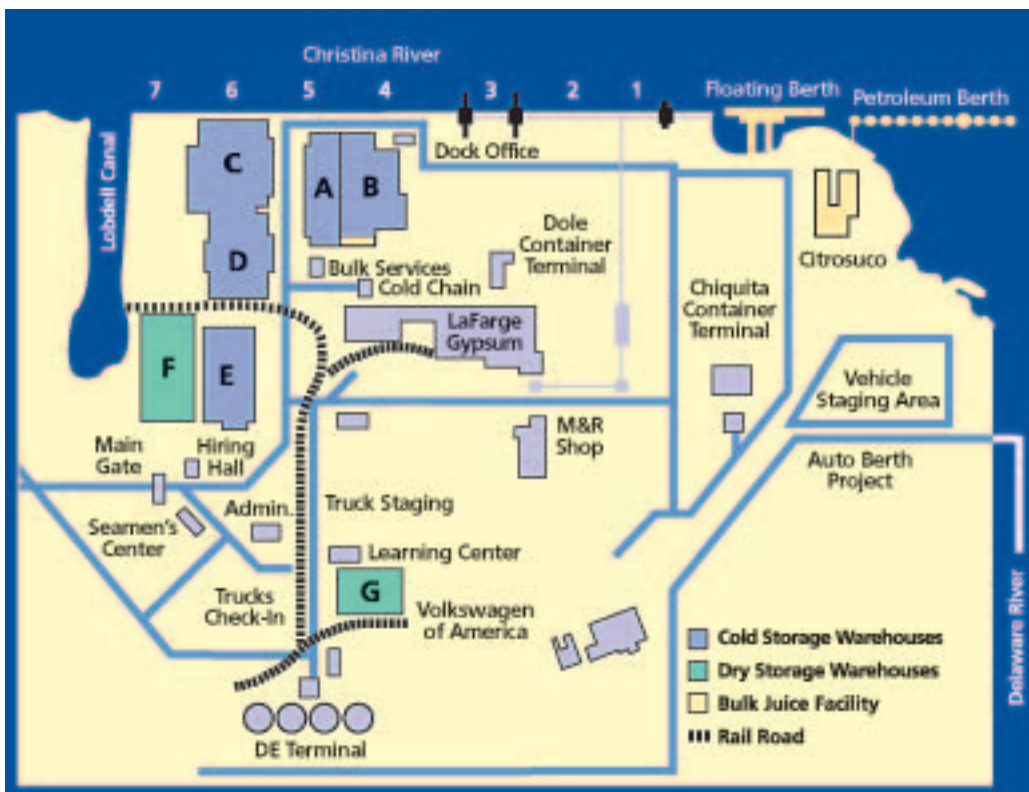 Christina River
7 6 5 4 3 2 1
Floating Berth
Petroleum Berth
Lobdell Canal
Dock Office
C
A
B
D
Dole
Container
Terminal
Citrosuco
Bulk Services
Cold Chain
Chiquita
Container
Terminal
LaFarge
Gypsum
F
E
Vehicle
Staging Area
Main
Gate
Hiring
Hall
M&R
Shop
Auto Berth
Project
Seamen's
Center
Admin.
Truck Staging
Learning Center
G
Trucks
Check-In
Volkswagen
of America
DE Terminal
Cold Storage Warehouses
Dry Storage Warehouses
Bulk Juice Facility
Rail Road
Delaware River